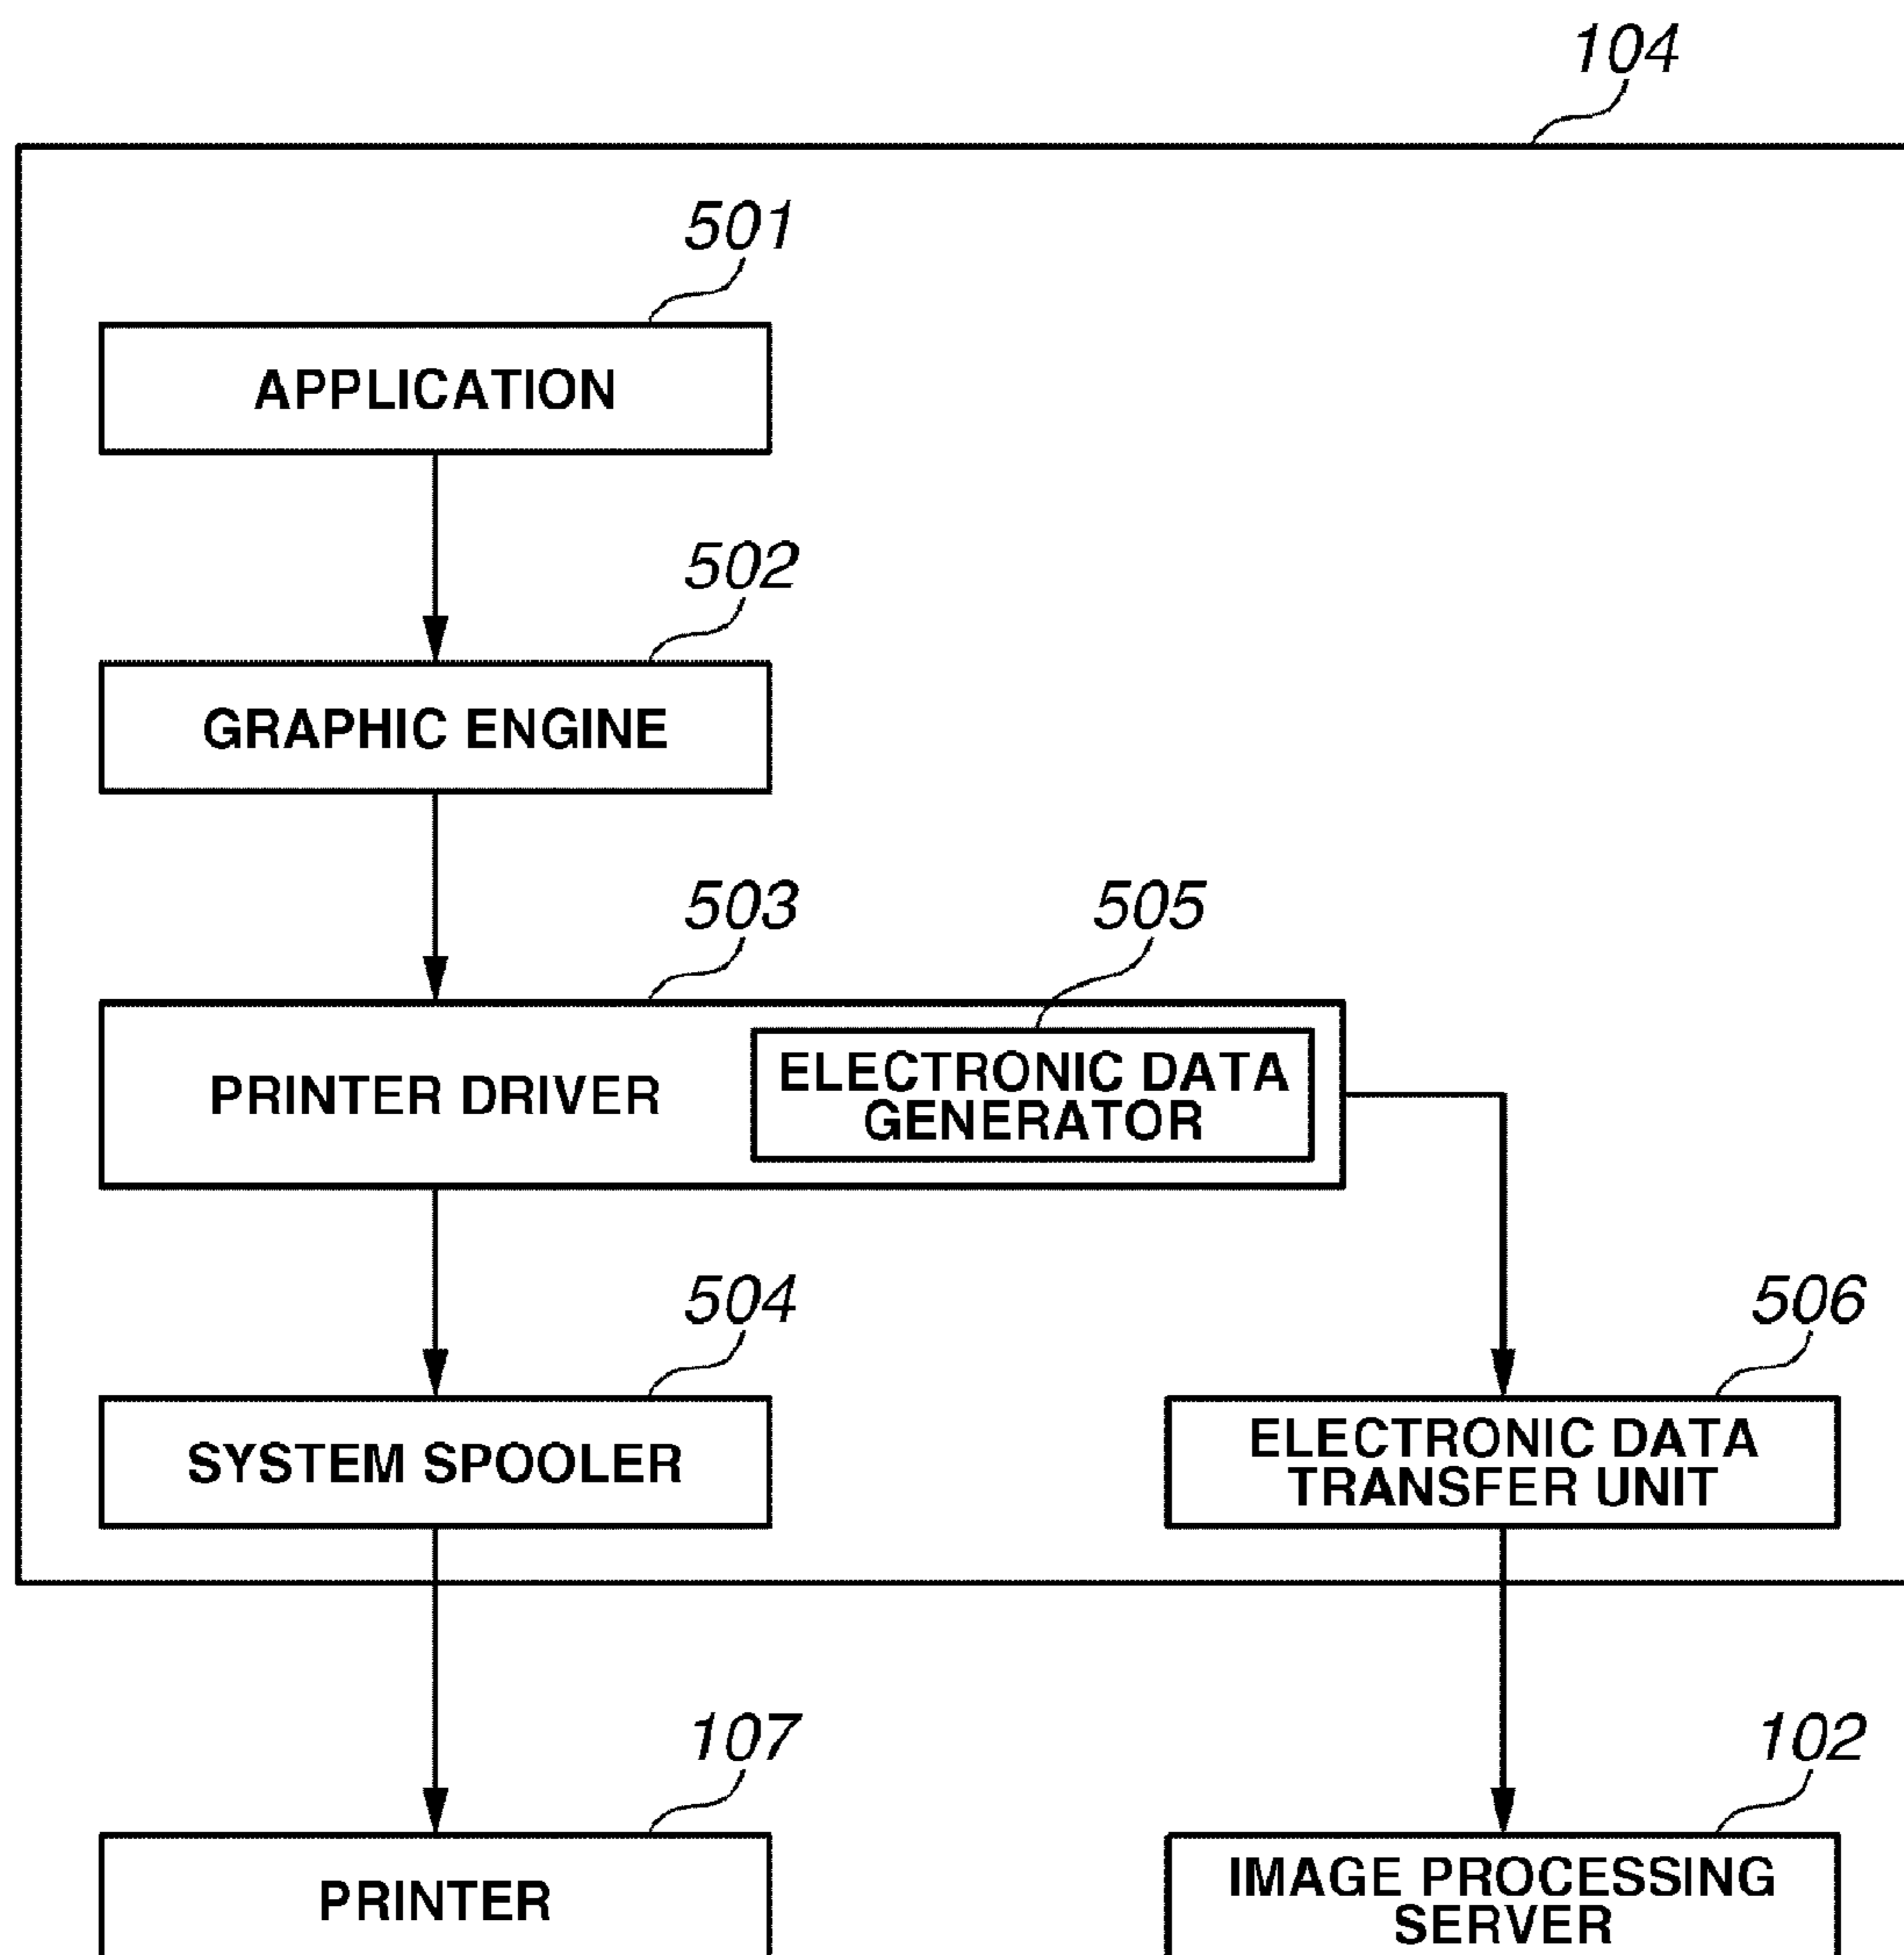 104
501
APPLICATION
502
GRAPHIC ENGINE
503
505
PRINTER DRIVER
ELECTRONIC DATA
GENERATOR
504
506
SYSTEM SPOOLER
ELECTRONIC DATA
TRANSFER UNIT
107
102
PRINTER
IMAGE PROCESSING
SERVER